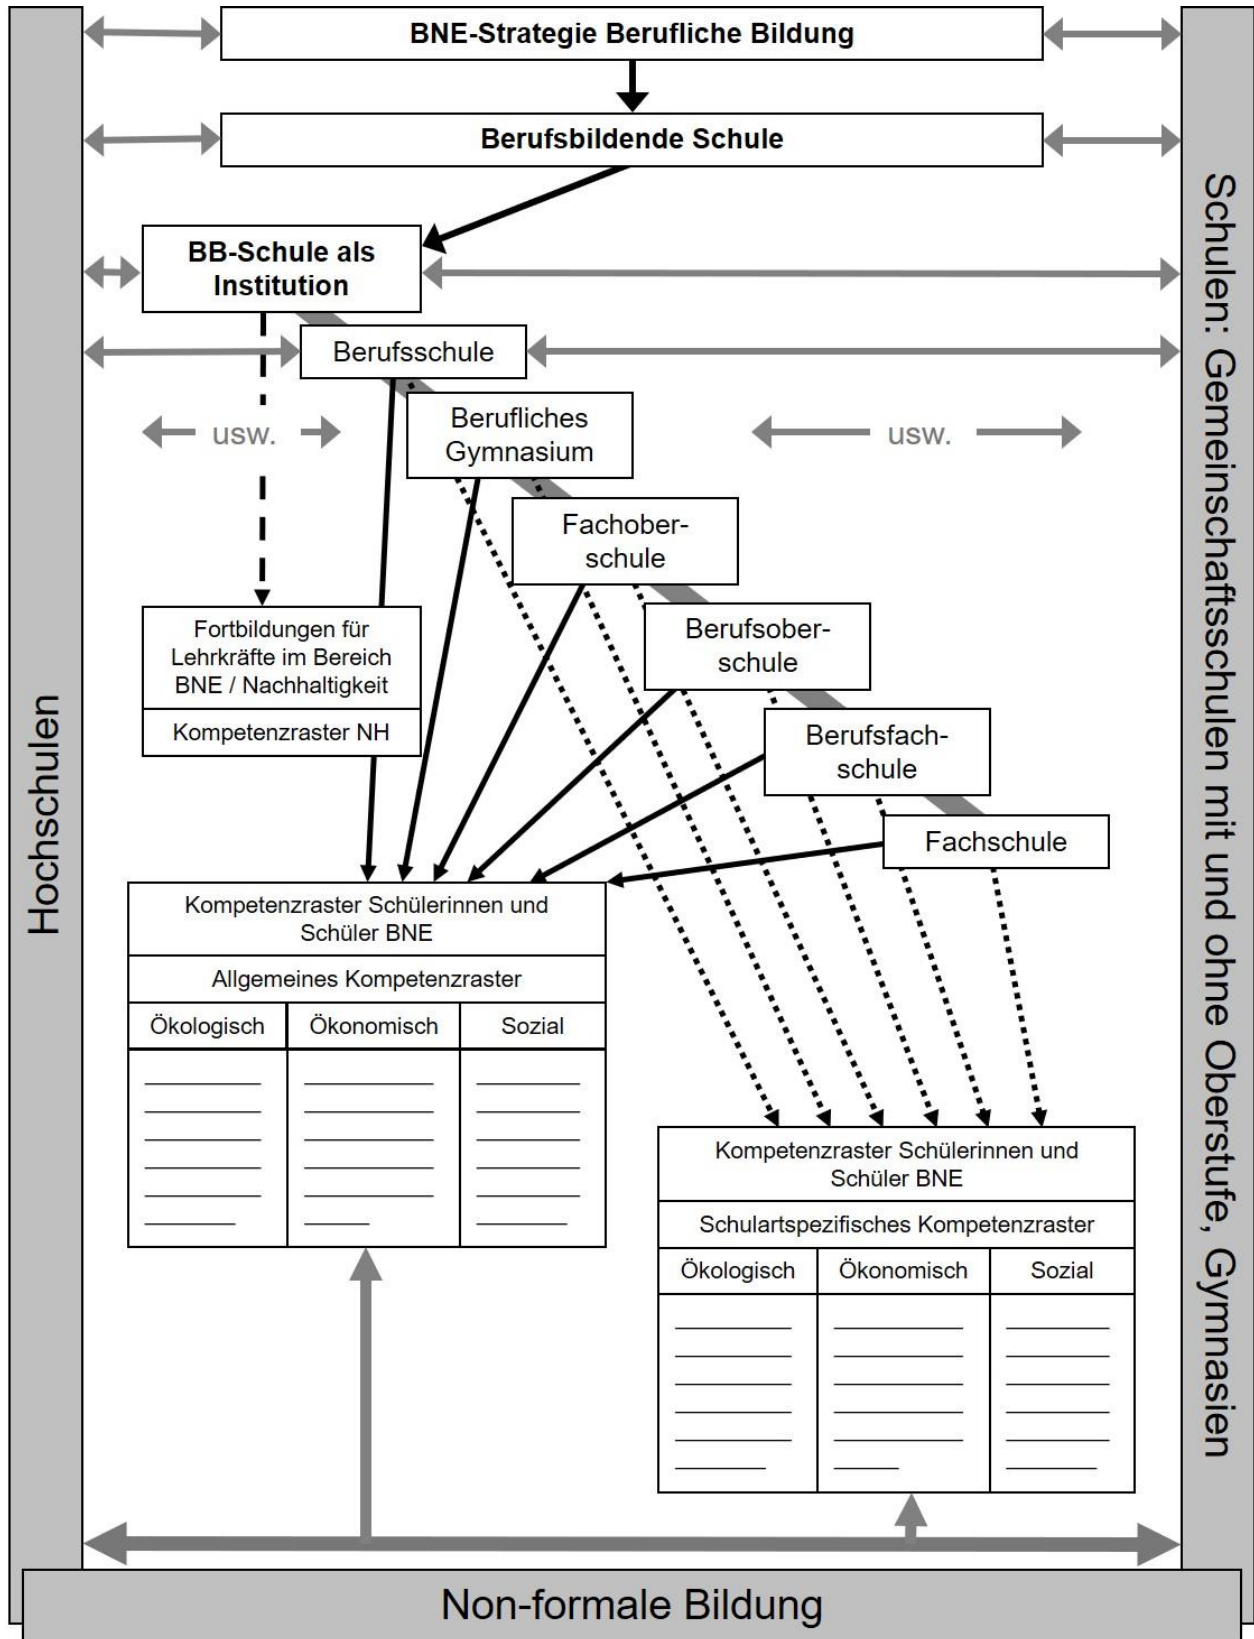 BNE-Strategie Berufliche Bildung
Berufsbildende Schule
BB-Schule als
Institution
Berufsschule
Berufliches
Gymnasium
usw.
usw.
Fachober-
schule
Fortbildungen für
Lehrkräfte im Bereich
BNE / Nachhaltigkeit
Kompetenzraster NH
Berufsober-
schule
Berufsfach-
schule
Fachschule
Kompetenzraster Schülerinnen und
Schüler BNE
Allgemeines Kompetenzraster
Ökologisch
Ökonomisch
Sozial
Kompetenzraster Schülerinnen und
Schüler BNE
Schulartspezifisches Kompetenzraster
Ökologisch
Ökonomisch
Sozial
Hochschulen
Schulen: Gemeinschaftsschulen mit und ohne Oberstufe, Gymnasien
Non-formale Bildung